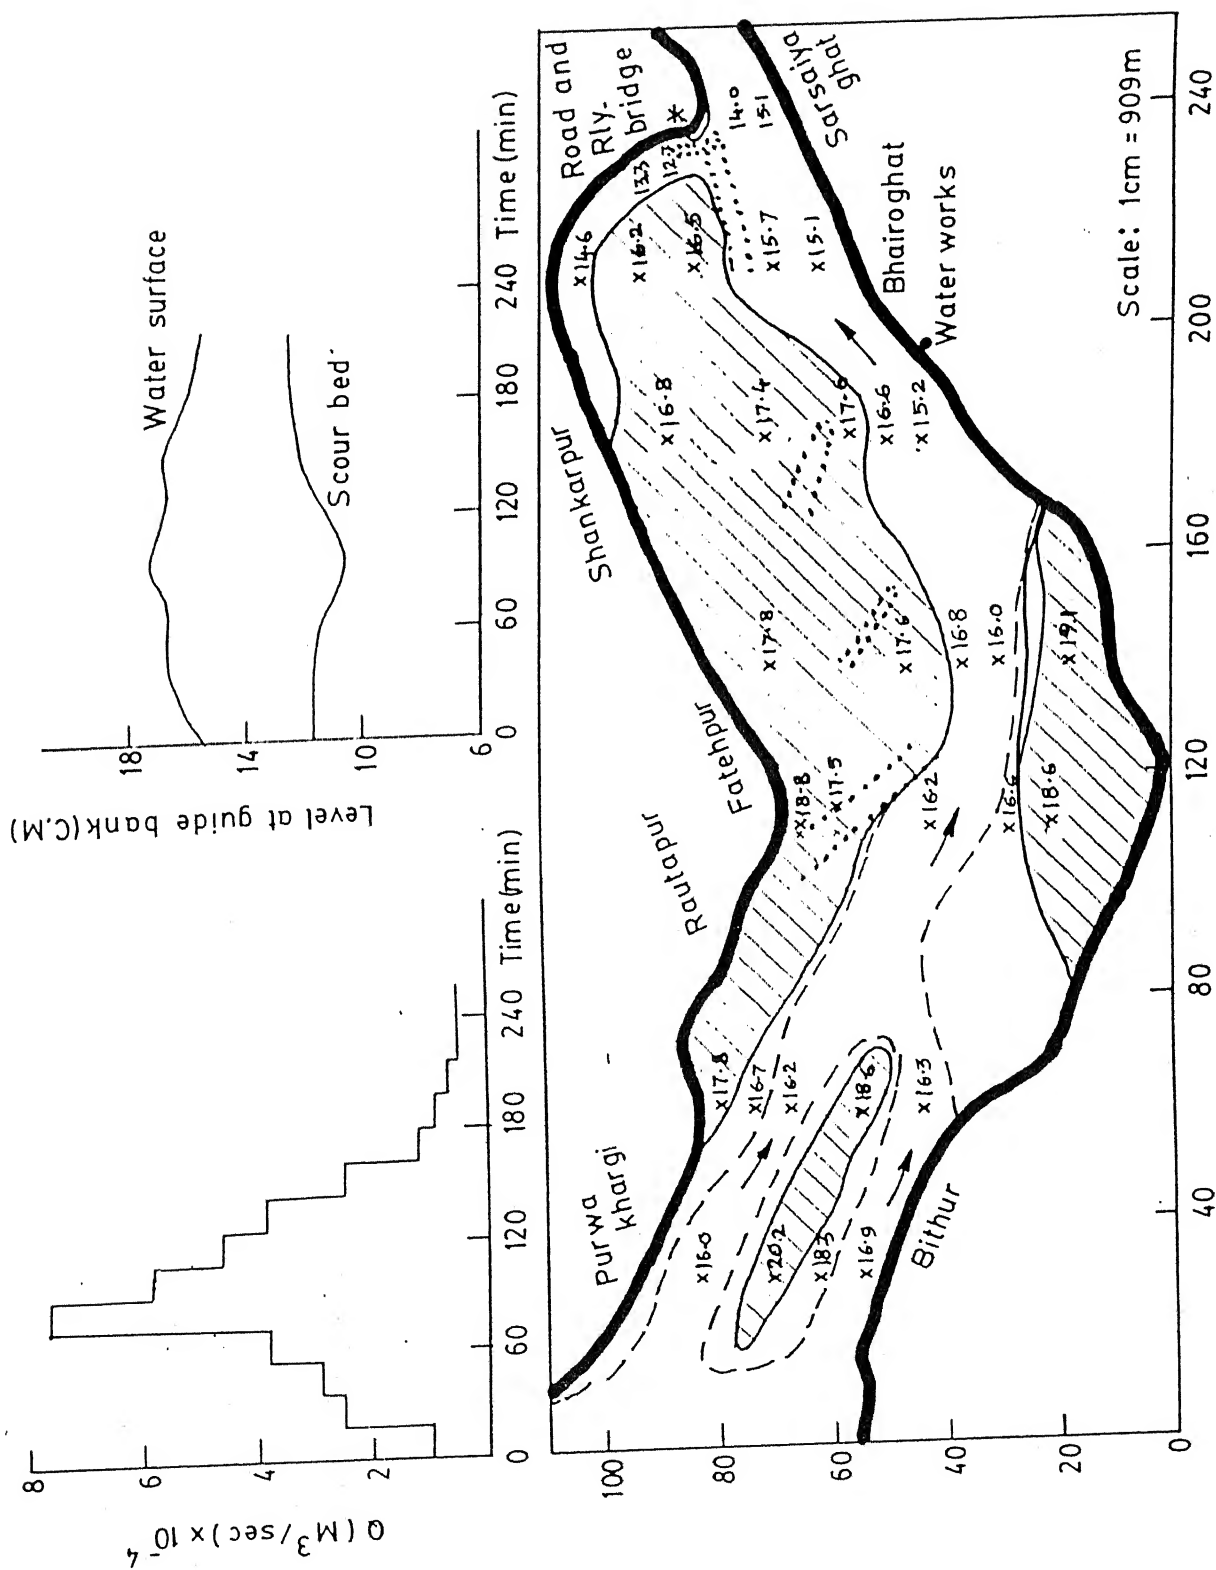 Q (M³/sec) x 10⁻⁴
8
6
4
2
0
60
120
180
240
Time (min)
Level at guide bank (C.M)
18
14
10
6
0
60
120
180
240
Time (min)
Water surface
Scour bed
Purwa
Khargi
Rautapur
Fatehpur
Shankarpur
Road and
Rly-
bridge
Sarsaiya
ghat
Bhairoghat
Water works
Bithur
x16.0
x20.2
x18.3
x16.9
x17.8
x16.7
x16.2
x18.6
x16.3
x18.8
x17.5
x16.2
x16.6
x18.6
x17.8
x17.6
x16.8
x16.0
x19.1
x16.8
x17.4
x17.6
x16.6
x15.2
x14.6
x16.2
x16.5
x15.7
x15.1
13.3
12.7
14.0
15.1
Scale: 1cm = 909m
100
80
60
40
20
0
40
80
120
160
200
240